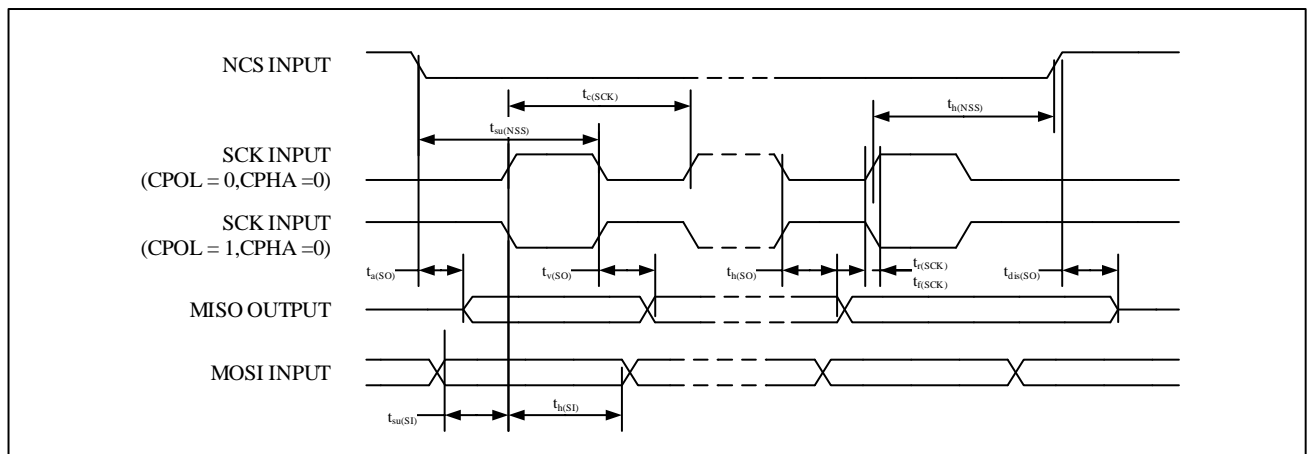 NCS INPUT
tc(SCK)
th(NSS)
tsu(NSS)
SCK INPUT
(CPOL = 0,CPHA =0)
SCK INPUT
(CPOL = 1,CPHA =0)
ta(SO)
tv(SO)
th(SO)
tr(SCK)
tf(SCK)
tdis(SO)
MISO OUTPUT
MOSI INPUT
tsu(SI)
th(SI)